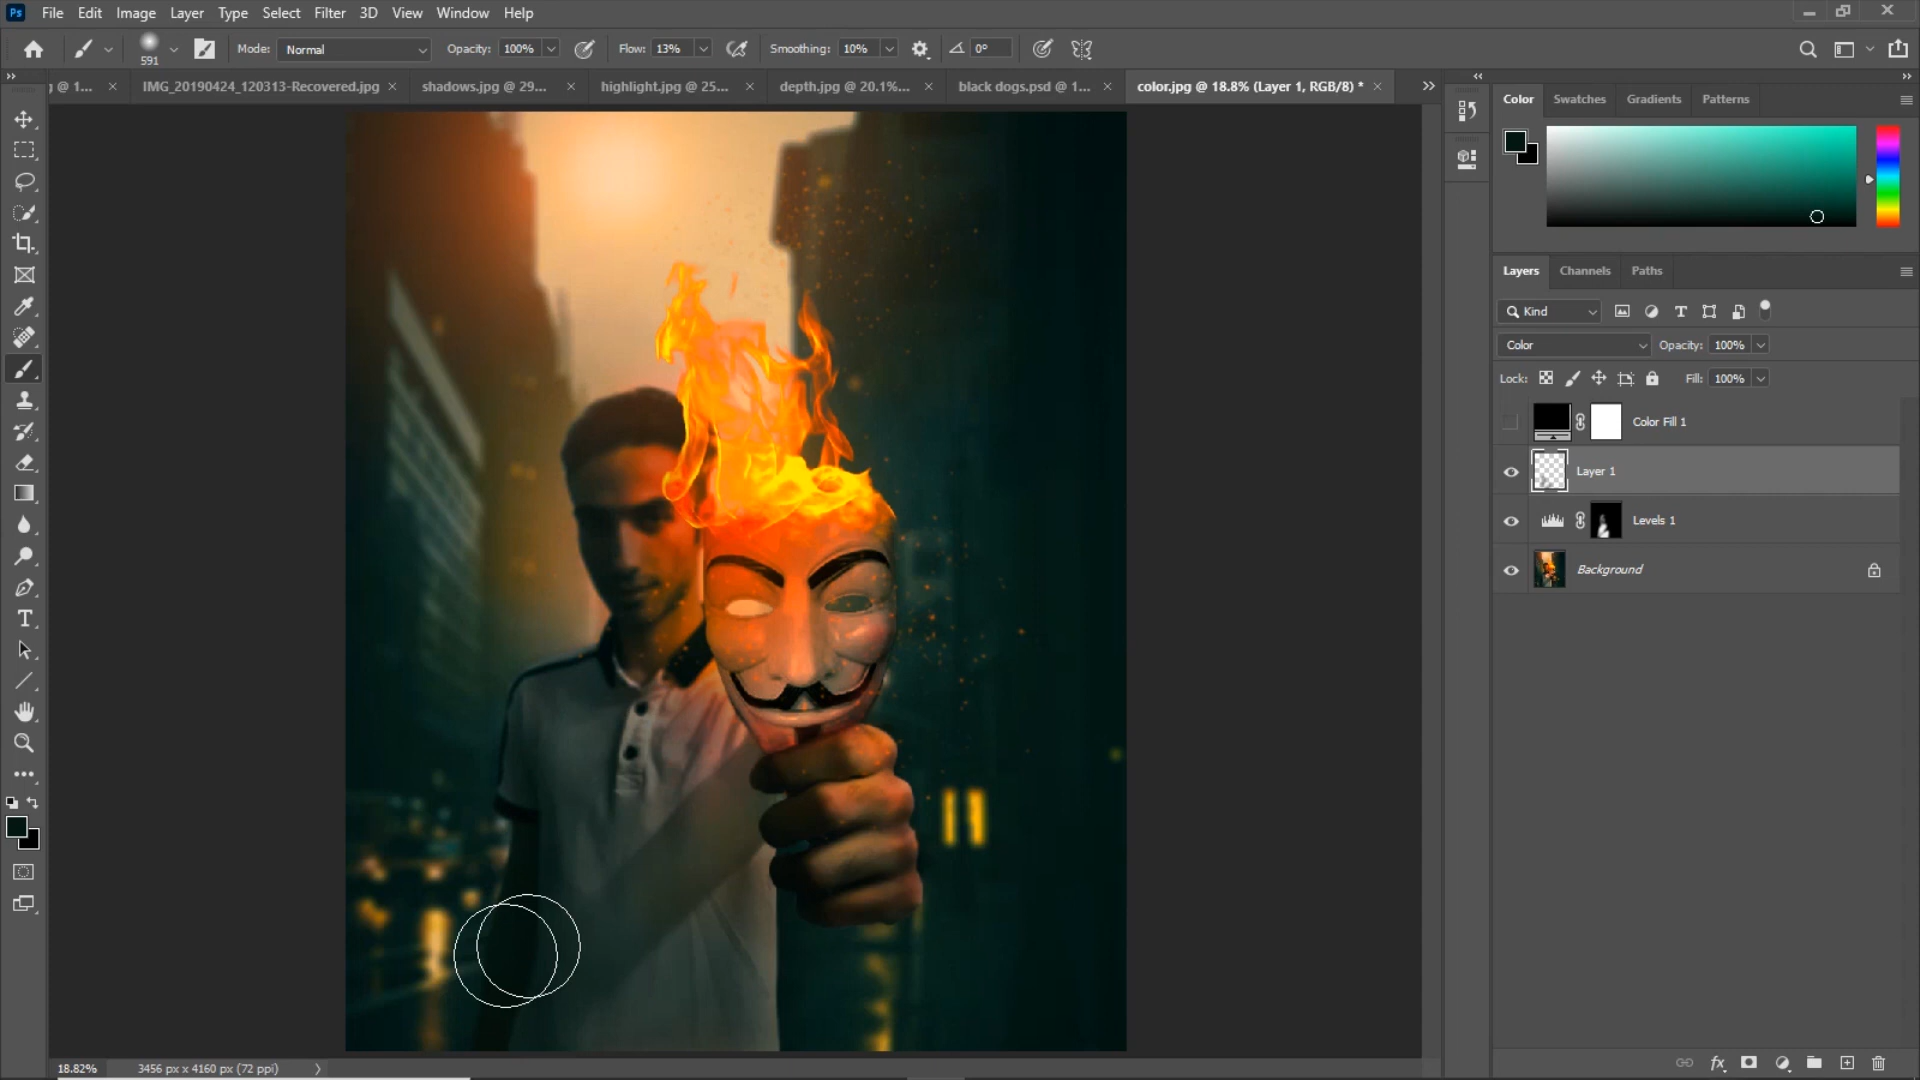 Ps File Edit Image Layer Type Select Filter 3D View Window Help
591 Mode: Normal Opacity: 100% Flow: 13% Smoothing: 10% 0°
g @ 1... × IMG_20190424_120313-Recovered.jpg × shadows.jpg @ 29... × highlight.jpg @ 25... × depth.jpg @ 20.1%... × black dogs.psd @ 1... × color.jpg @ 18.8% (Layer 1, RGB/8) * ×
Color Swatches Gradients Patterns
Layers Channels Paths
Kind
Color Opacity: 100%
Lock: Fill: 100%
Color Fill 1
Layer 1
Levels 1
Background
18.82% 3456 px x 4160 px (72 ppi)